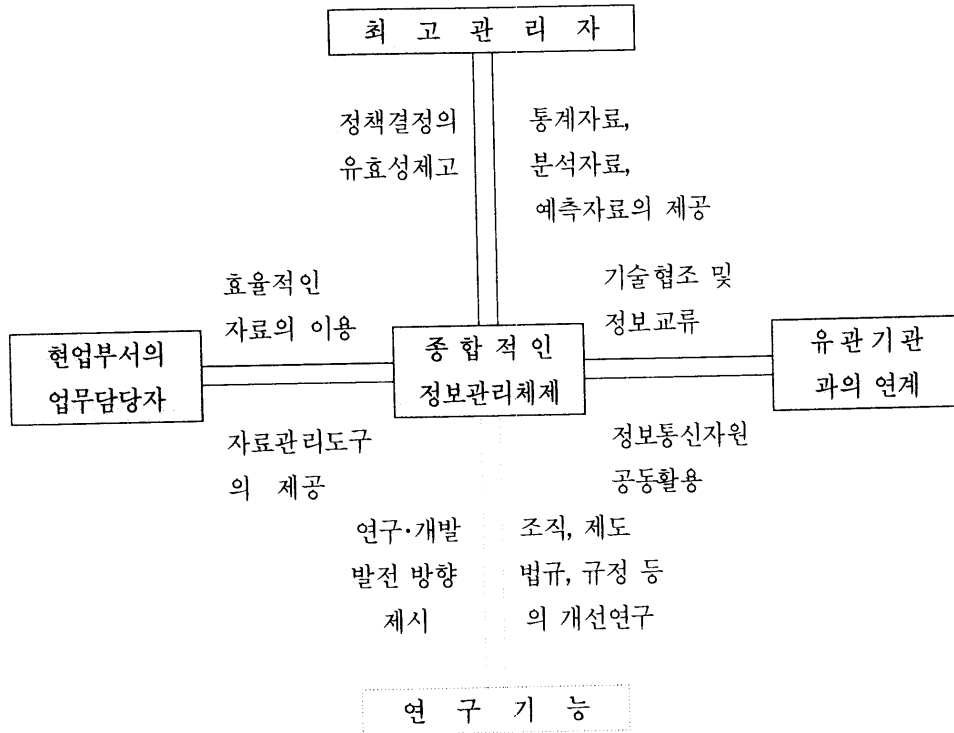 최 고 관 리 자
정책결정의
유효성제고
통계자료,
분석자료,
예측자료의 제공
효율적인
자료의 이용
기술협조 및
정보교류
현업부서의
업무담당자
종 합 적 인
정보관리체제
유 관 기 관
과의 연계
자료관리도구
의 제공
정보통신자원
공동활용
연구·개발
발전 방향
제시
조직, 제도
법규, 규정 등
의 개선연구
연 구 기 능